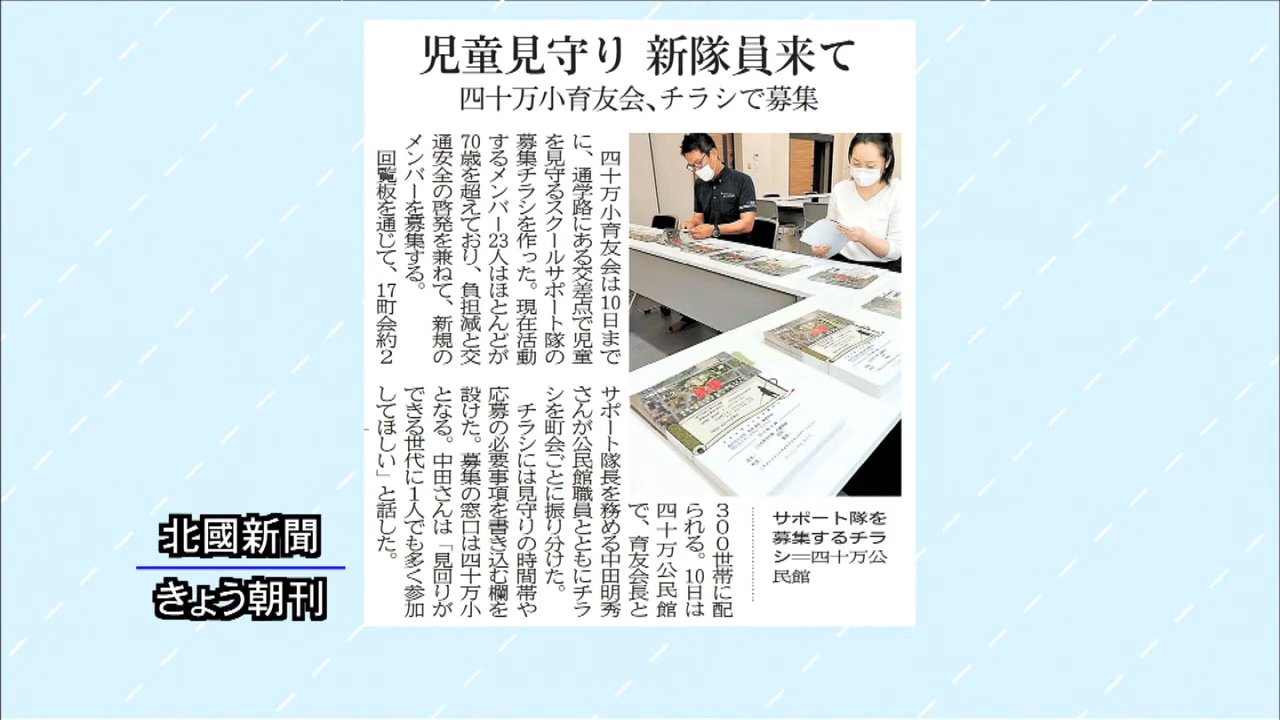 児童見守り 新隊員来て
四十万小育友会、チラシで募集
四十万小育友会は10日まで
に、通学路にある交差点で児童
を見守るスクールサポート隊の
募集チラシを作った。現在活動
するメンバー23人はほとんどが
70歳を超えており、負担減と交
通安全の啓発を兼ねて、新規の
メンバーを募集する。
回覧板を通じて、17町会約2
300世帯に配
られる。10日は
四十万公民館
で、育友会長と
サポート隊長を務める中田明秀
さんが公民館職員とともにチラ
シを町会ごとに振り分けた。
チラシには見守りの時間帯や
応募の必要事項を書き込む欄を
設けた。募集の窓口は四十万小
となる。中田さんは「見回りが
できる世代に1人でも多く参加
してほしい」と話した。
サポート隊を
募集するチラ
シ=四十万公
民館
北國新聞
きょう朝刊